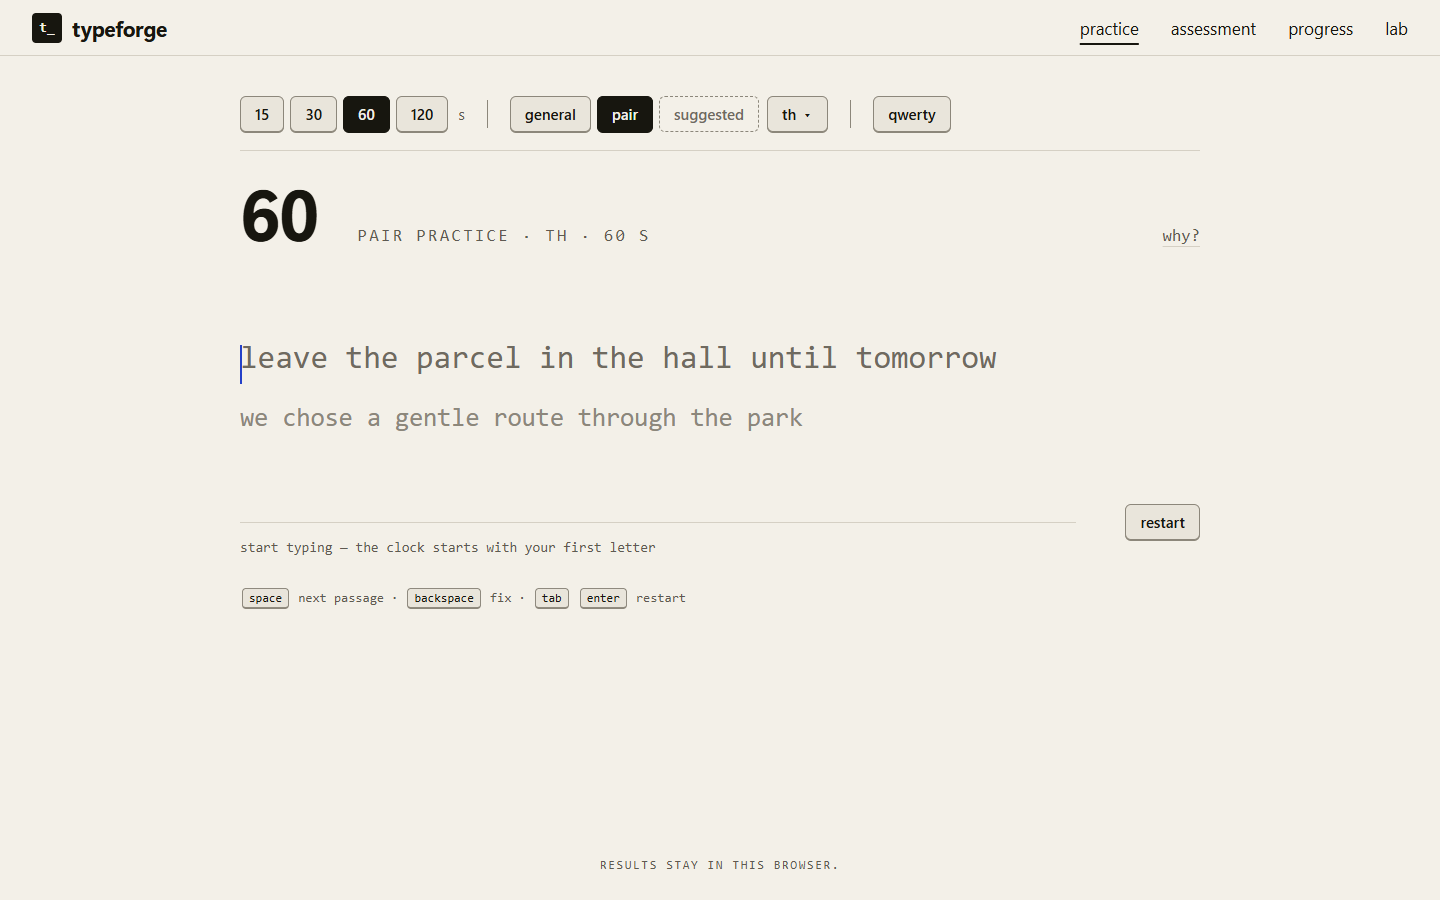 t_ typeforge practice assessment progress lab
15 30 60 120 s general pair suggested th qwerty
60 PAIR PRACTICE · TH · 60 S why?
leave the parcel in the hall until tomorrow
we chose a gentle route through the park
restart
start typing — the clock starts with your first letter
space next passage · backspace fix · tab enter restart
RESULTS STAY IN THIS BROWSER.